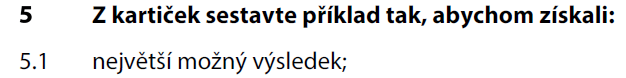 5 Z kartiček sestavte příklad tak, abychom získali:
5.1 největší možný výsledek;